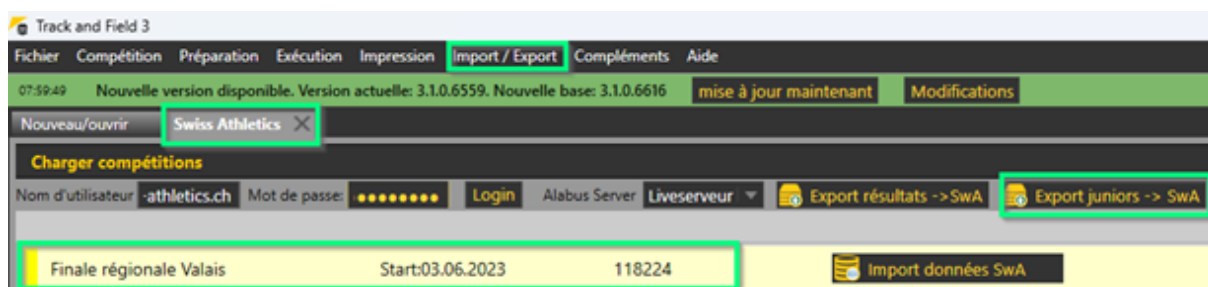 Track and Field 3
Fichier Compétition Préparation Exécution Impression Import / Export Compléments Aide
07:59:49 Nouvelle version disponible. Version actuelle: 3.1.0.6559. Nouvelle base: 3.1.0.6616 mise à jour maintenant Modifications
Nouveau/ouvrir Swiss Athletics
Charger compétitions
Nom d'utilisateur -athletics.ch Mot de passe: ●●●●●●●● Login Alabus Server Liveserveur Export résultats ->SwA Export juniors -> SwA
Finale régionale Valais Start:03.06.2023 118224 Import données SwA